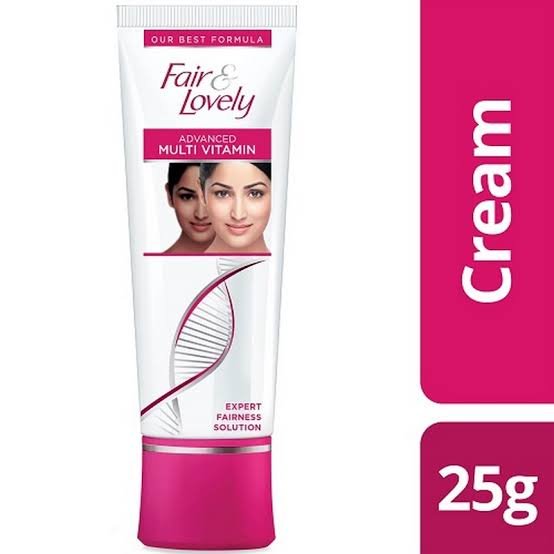 OUR BEST FORMULA
Fair &
Lovely
ADVANCED
MULTI VITAMIN
EXPERT
FAIRNESS
SOLUTION
Cream
25g